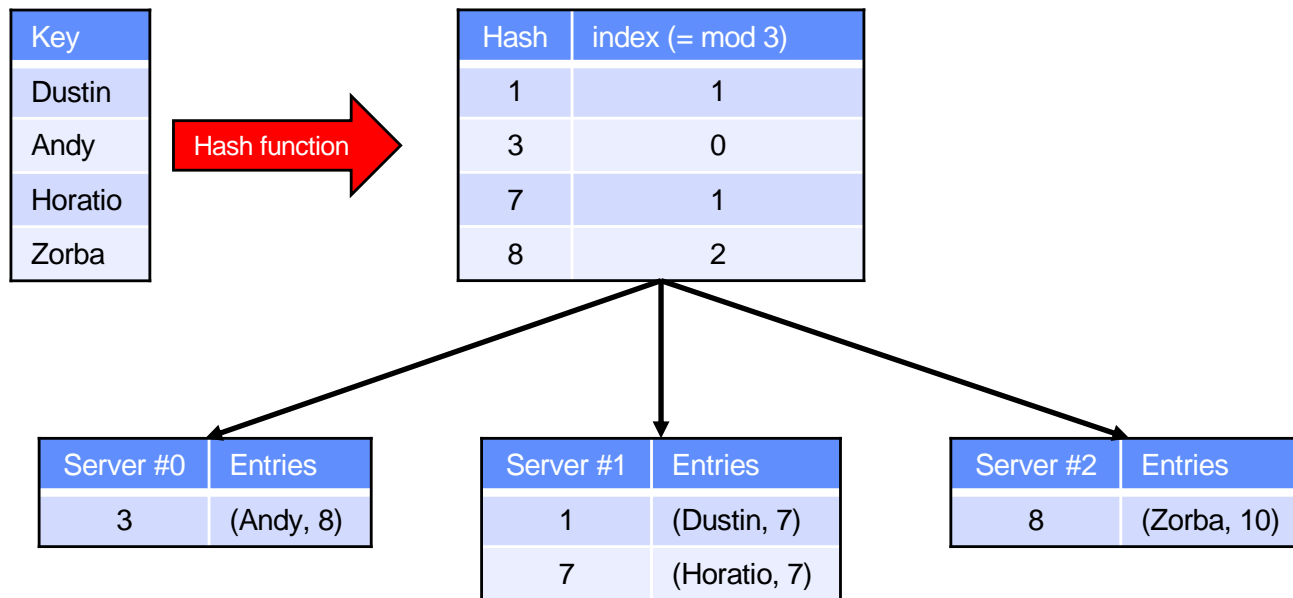 Key
Dustin
Andy
Horatio
Zorba
Hash function
Hash index (= mod 3)
1 1
3 0
7 1
8 2
Server #0 Entries
3 (Andy, 8)
Server #1 Entries
1 (Dustin, 7)
7 (Horatio, 7)
Server #2 Entries
8 (Zorba, 10)